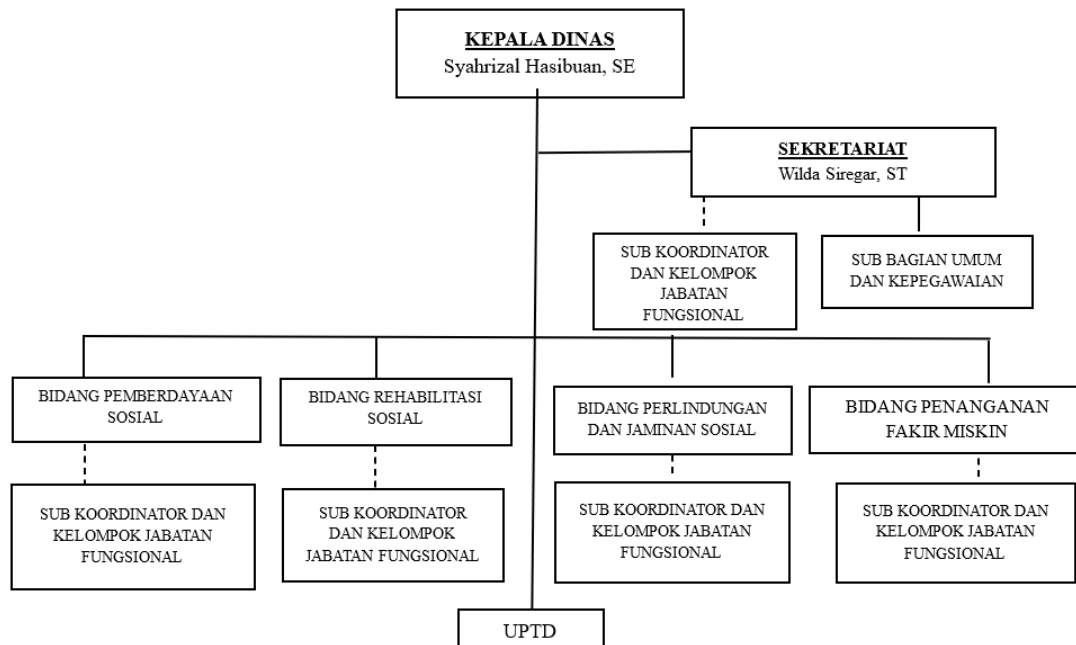 KEPALA DINAS
Syahrizal Hasibuan, SE
SEKRETARIAT
Wilda Siregar, ST
SUB KOORDINATOR
DAN KELOMPOK
JABATAN
FUNGSIONAL
SUB BAGIAN UMUM
DAN KEPEGAWAIAN
BIDANG PEMBERDAYAAN
SOSIAL
BIDANG REHABILITASI
SOSIAL
BIDANG PERLINDUNGAN
DAN JAMINAN SOSIAL
BIDANG PENANGANAN
FAKIR MISKIN
SUB KOORDINATOR DAN
KELOMPOK JABATAN
FUNGSIONAL
SUB KOORDINATOR
DAN KELOMPOK
JABATAN FUNGSIONAL
SUB KOORDINATOR DAN
KELOMPOK JABATAN
FUNGSIONAL
SUB KOORDINATOR DAN
KELOMPOK JABATAN
FUNGSIONAL
UPTD